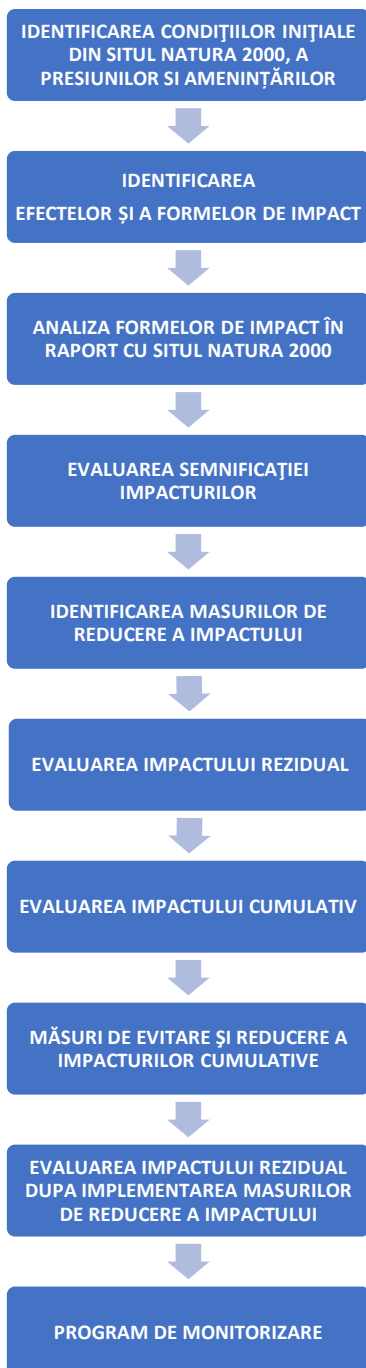 IDENTIFICAREA CONDIŢIILOR INIŢIALE
DIN SITUL NATURA 2000, A
PRESIUNILOR SI AMENINȚĂRILOR
IDENTIFICAREA
EFECTELOR ȘI A FORMELOR DE IMPACT
ANALIZA FORMELOR DE IMPACT ÎN
RAPORT CU SITUL NATURA 2000
EVALUAREA SEMNIFICAŢIEI
IMPACTURILOR
IDENTIFICAREA MASURILOR DE
REDUCERE A IMPACTULUI
EVALUAREA IMPACTULUI REZIDUAL
EVALUAREA IMPACTULUI CUMULATIV
MĂSURI DE EVITARE ŞI REDUCERE A
IMPACTURILOR CUMULATIVE
EVALUAREA IMPACTULUI REZIDUAL
DUPA IMPLEMENTAREA MASURILOR
DE REDUCERE A IMPACTULUI
PROGRAM DE MONITORIZARE